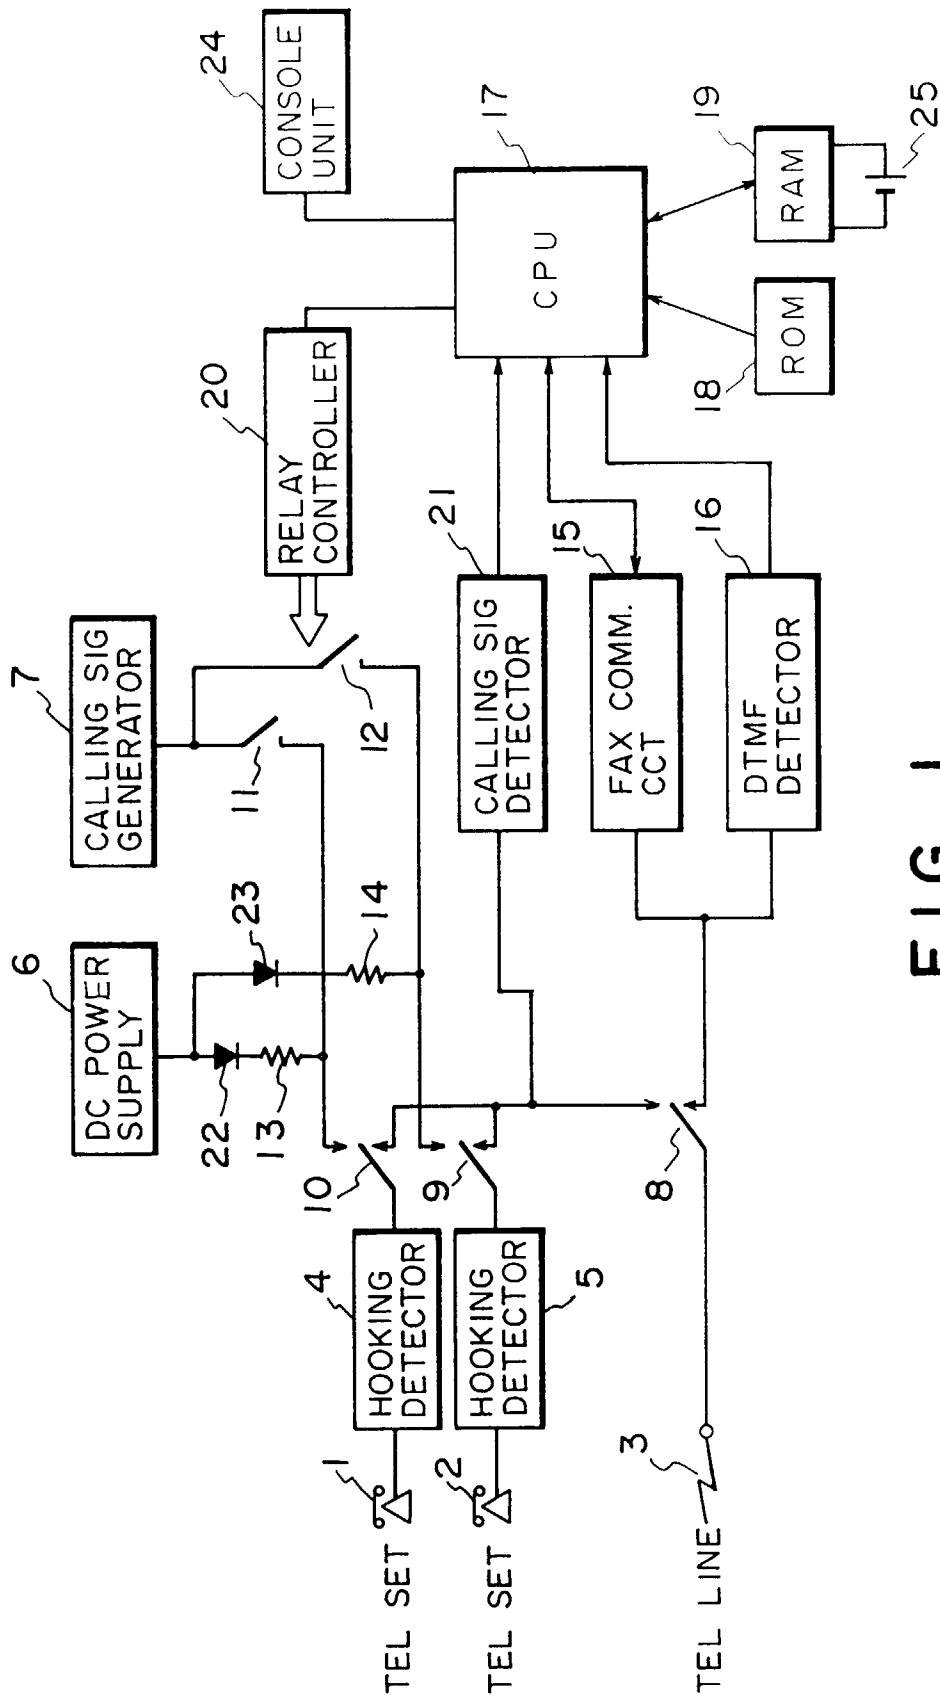 6
DC POWER
SUPPLY
7
CALLING SIG
GENERATOR
20
RELAY
CONTROLLER
24
CONSOLE
UNIT
22
13
23
14
11
12
TEL SET
1
4
HOOKING
DETECTOR
10
TEL SET
2
HOOKING
DETECTOR
5
9
21
CALLING SIG
DETECTOR
17
CPU
15
FAX COMM.
CCT
16
DTMF
DETECTOR
18
ROM
19
RAM
25
TEL LINE
3
8
FIG. 1